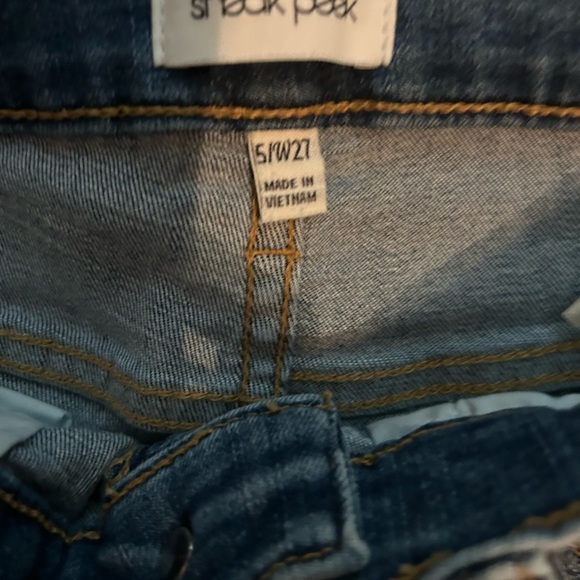 sneak peek
5/W27
MADE IN
VIETNAM